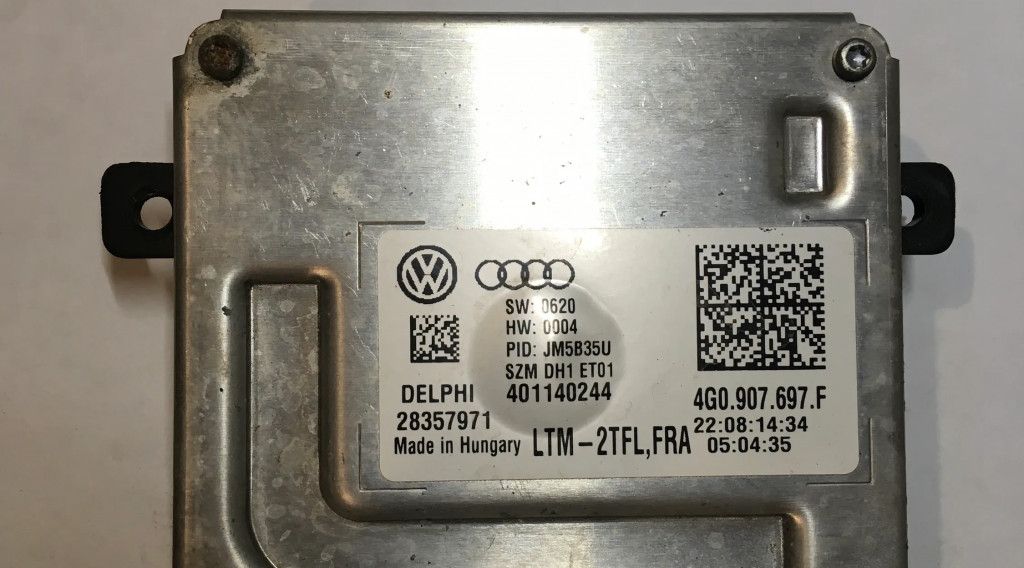 VW
SW: 0620
HW: 0004
PID: JM5B35U
SZM DH1 ET01
401140244
DELPHI
28357971
Made in Hungary
LTM-2TFL,FRA
4G0.907.697.F
22:08:14:34
05:04:35